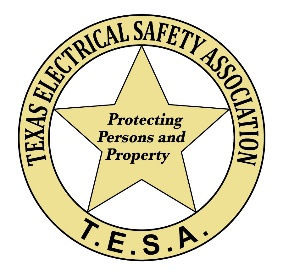 TEXAS ELECTRICAL SAFETY ASSOCIATION
Protecting
Persons and
Property
T.E.S.A.